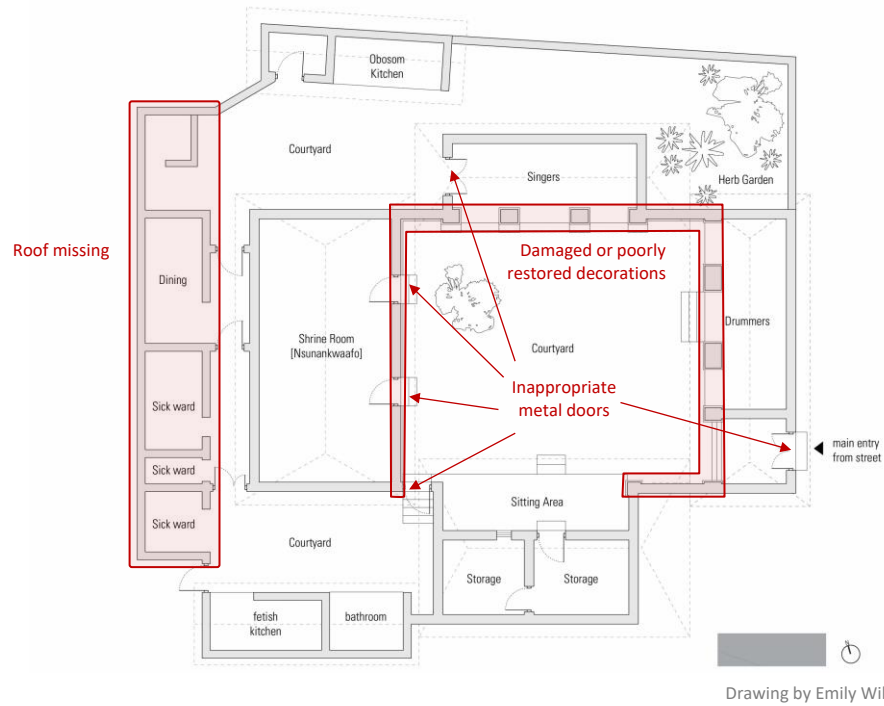 Obosom
Kitchen
Courtyard
Singers
Herb Garden
Roof missing
Damaged or poorly
restored decorations
Dining
Shrine Room
[Nsunankwaafo]
Drummers
Courtyard
Inappropriate
metal doors
Sick ward
main entry
from street
Sick ward
Sitting Area
Sick ward
Courtyard
Storage
Storage
fetish
kitchen
bathroom
Drawing by Emily Wil